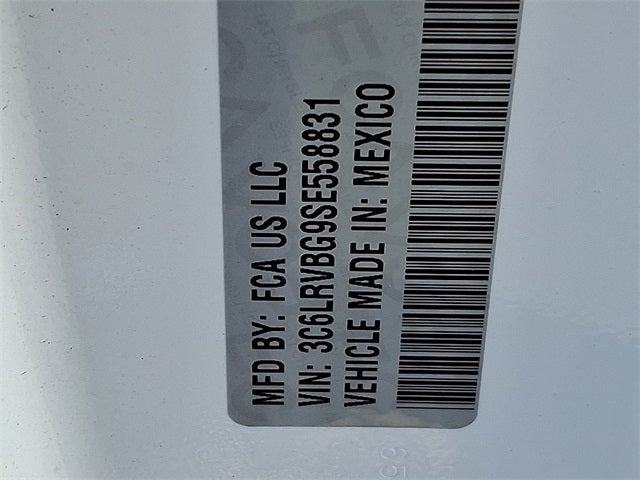 MFD BY: FCA US LLC
VIN: 3C6LRVBG9SE558831
VEHICLE MADE IN: MEXICO